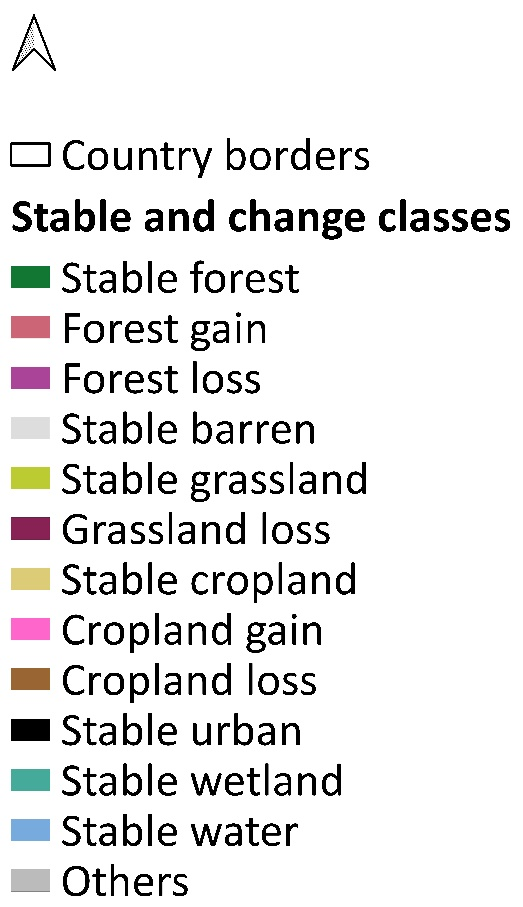 Country borders
Stable and change classes
Stable forest
Forest gain
Forest loss
Stable barren
Stable grassland
Grassland loss
Stable cropland
Cropland gain
Cropland loss
Stable urban
Stable wetland
Stable water
Others